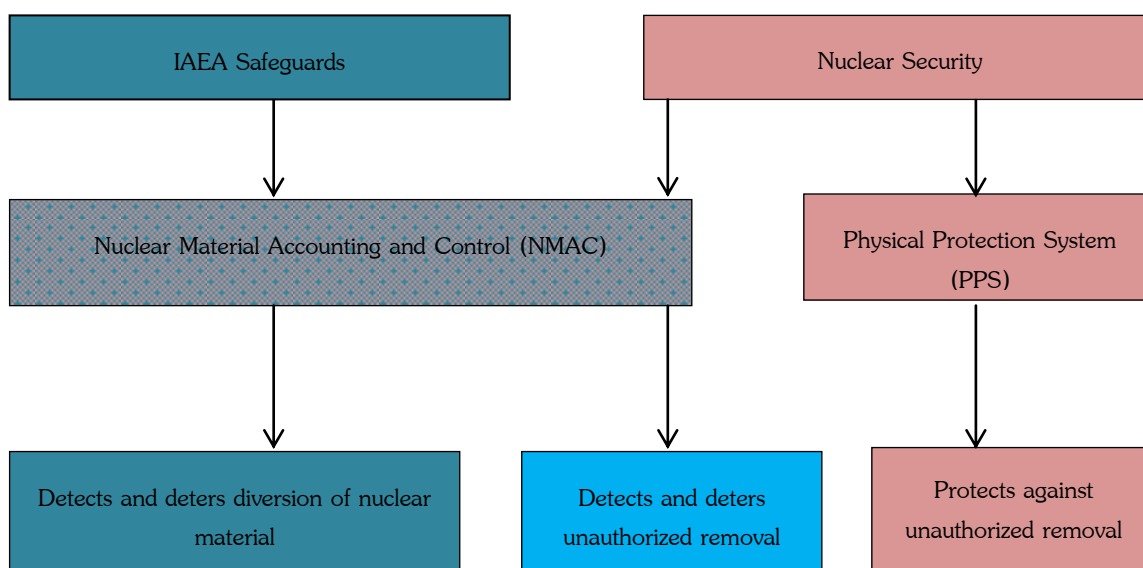 IAEA Safeguards
Nuclear Security
Nuclear Material Accounting and Control (NMAC)
Physical Protection System
(PPS)
Detects and deters diversion of nuclear
material
Detects and deters
unauthorized removal
Protects against
unauthorized removal